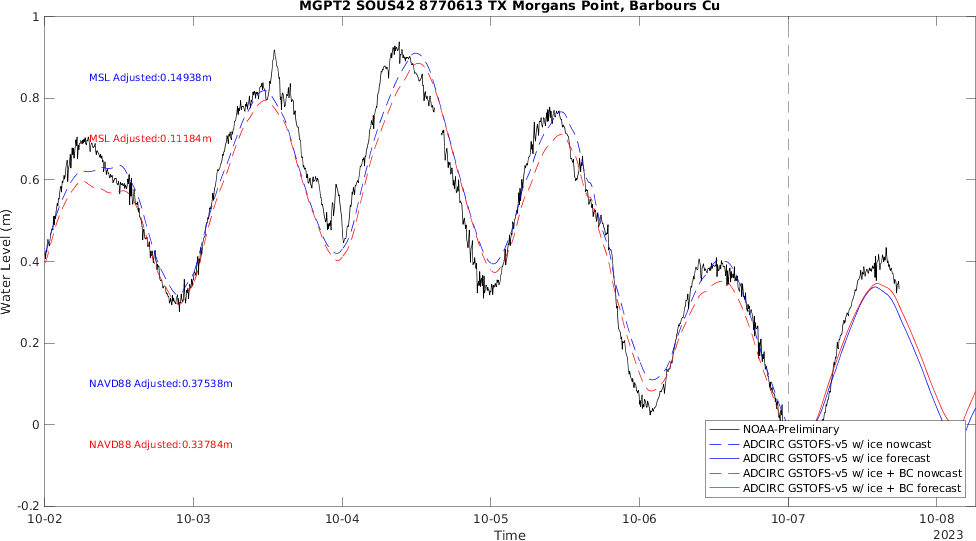 MGPT2 SOUS42 8770613 TX Morgans Point, Barbours Cu
1
0.8
0.6
0.4
0.2
0
-0.2
Water Level (m)
MSL Adjusted:0.14938m
MSL Adjusted:0.11184m
NAVD88 Adjusted:0.37538m
NAVD88 Adjusted:0.33784m
NOAA-Preliminary
ADCIRC GSTOFS-v5 w/ ice nowcast
ADCIRC GSTOFS-v5 w/ ice forecast
ADCIRC GSTOFS-v5 w/ ice + BC nowcast
ADCIRC GSTOFS-v5 w/ ice + BC forecast
10-02 10-03 10-04 10-05 10-06 10-07 10-08
Time
2023